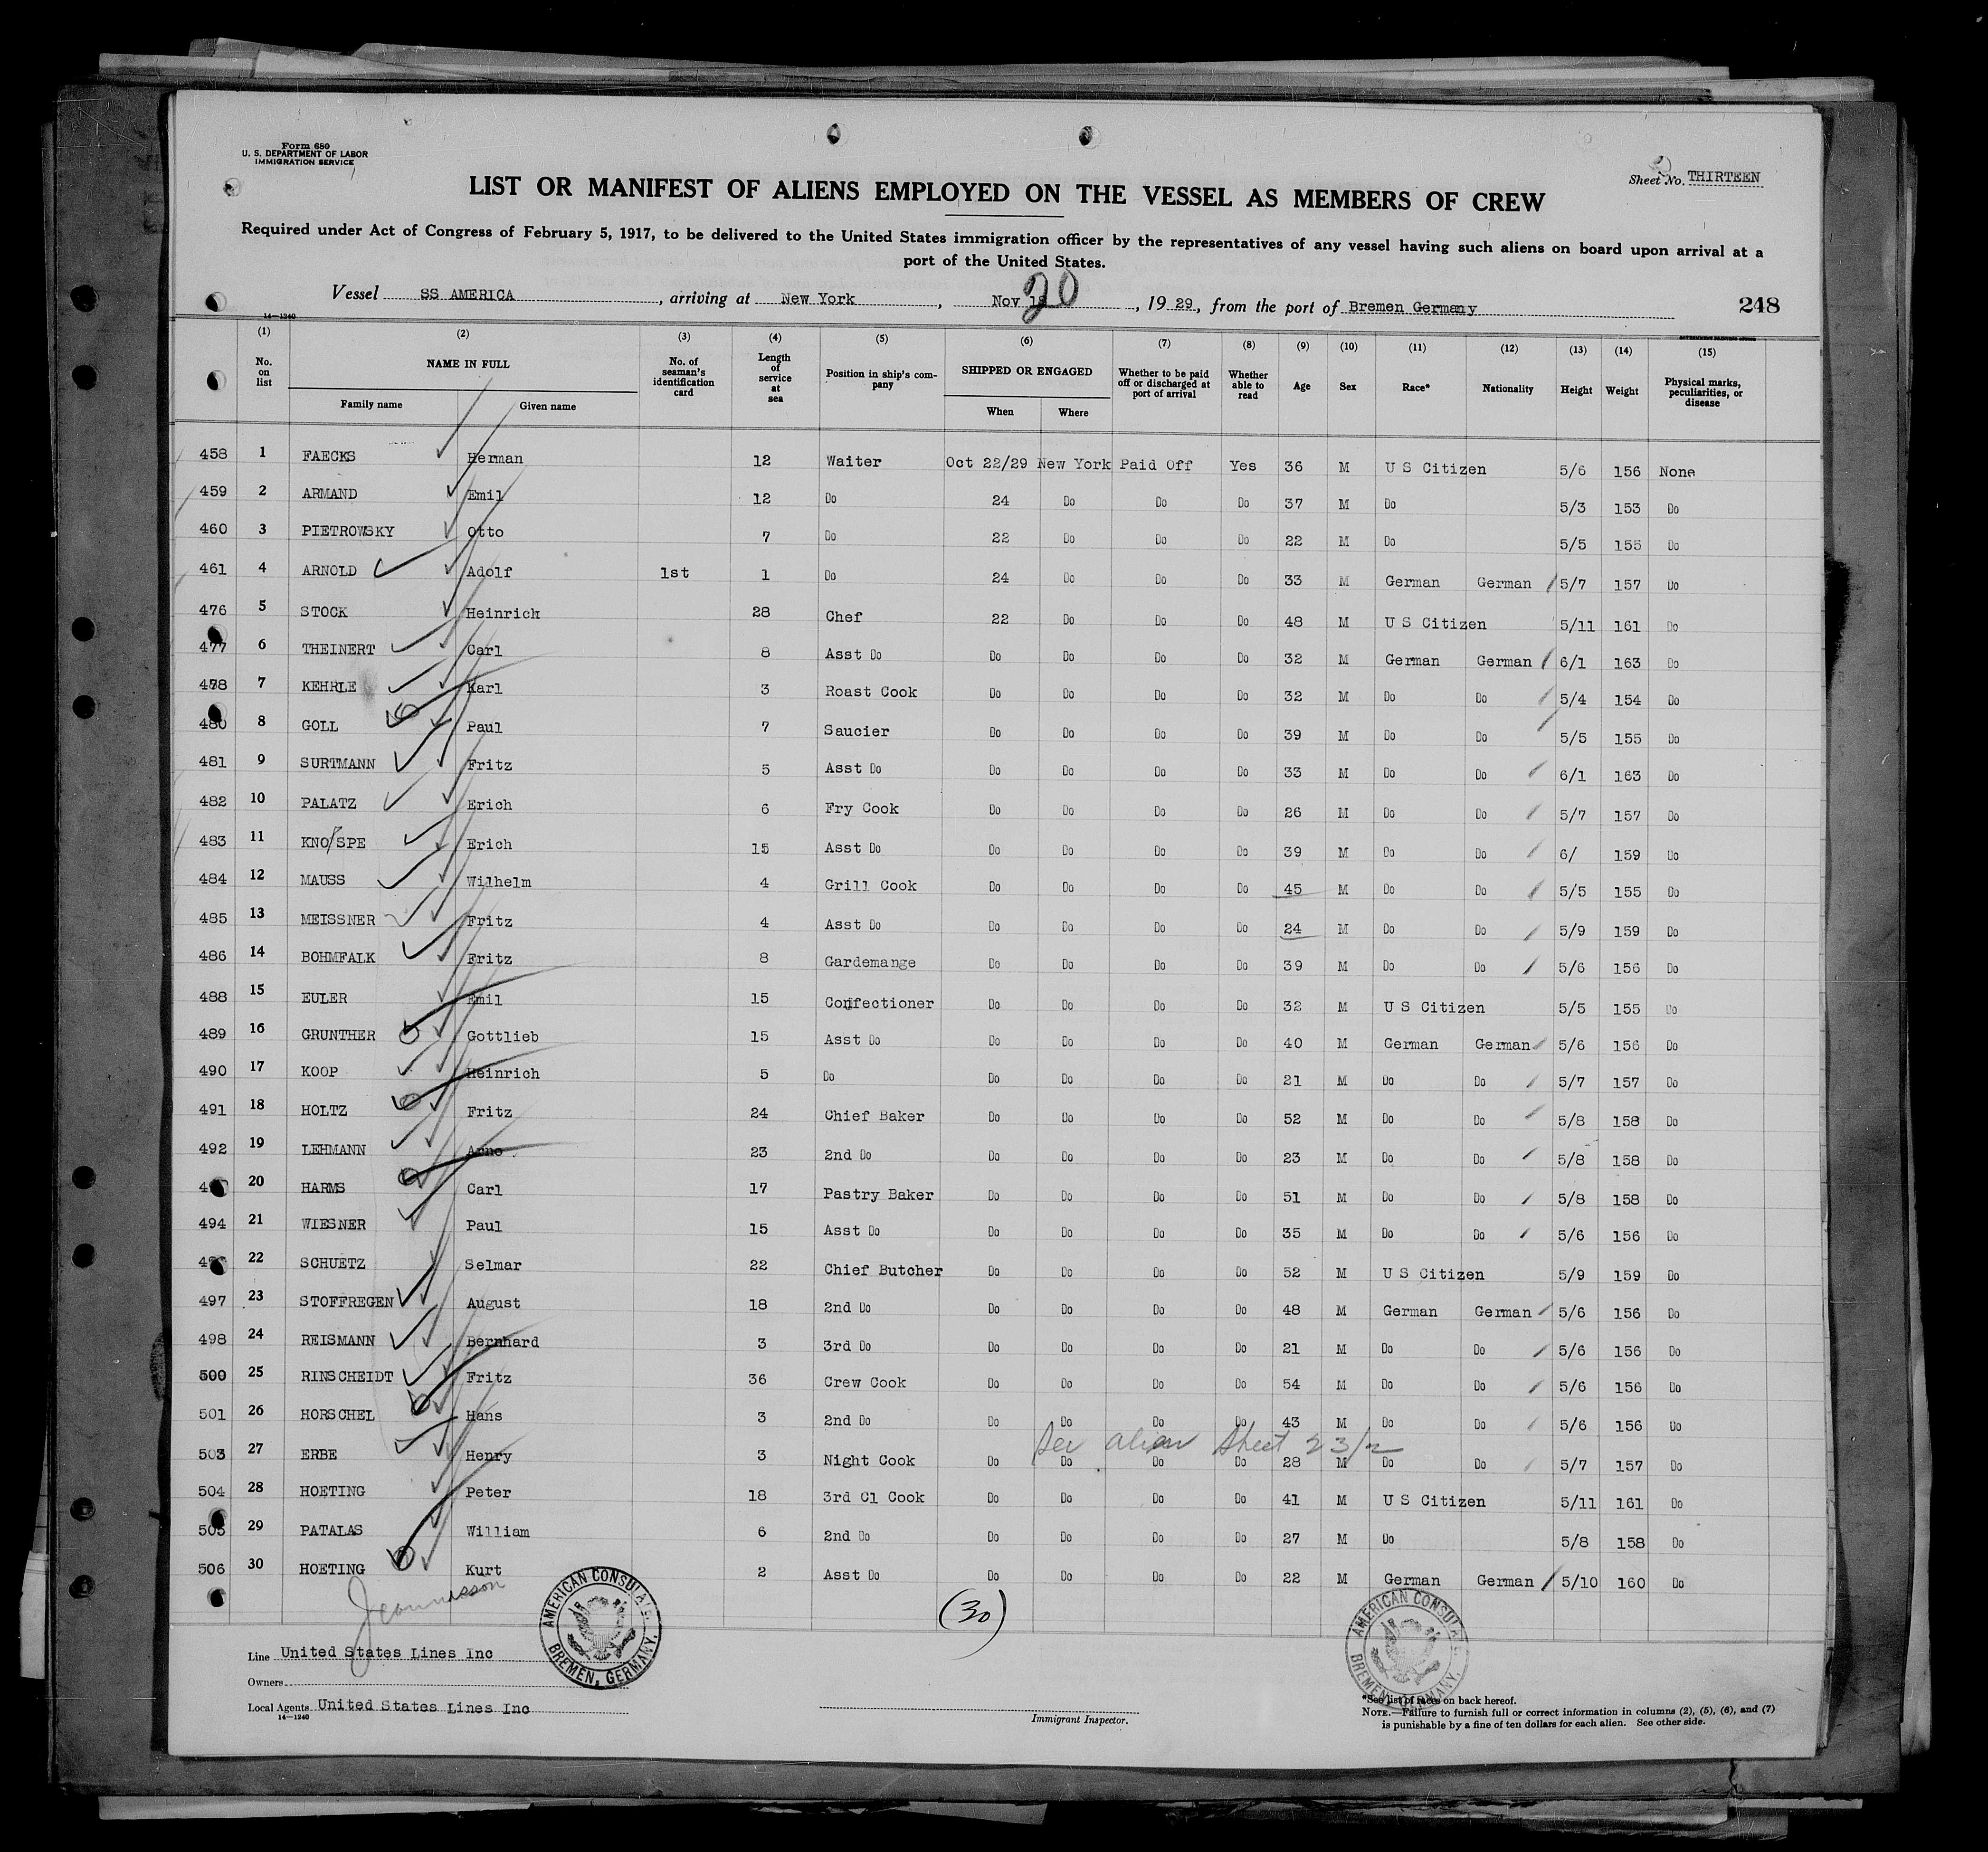 Form 680
U. S. DEPARTMENT OF LABOR
IMMIGRATION SERVICE
Sheet No. THIRTEEN
LIST OR MANIFEST OF ALIENS EMPLOYED ON THE VESSEL AS MEMBERS OF CREW
Required under Act of Congress of February 5, 1917, to be delivered to the United States immigration officer by the representatives of any vessel having such aliens on board upon arrival at a
port of the United States.
Vessel SS AMERICA, arriving at New York, Nov 18 20, 1929, from the port of Bremen Germany
248
14—1240
(1) (2) (3) (4) (5) (6) (7) (8) (9) (10) (11) (12) (13) (14) (15)
No. on list NAME IN FULL Family name Given name No. of seaman's identification card Length of service at sea Position in ship's company SHIPPED OR ENGAGED When Where Whether to be paid off or discharged at port of arrival Whether able to read Age Sex Race* Nationality Height Weight Physical marks, peculiarities, or disease
458 1 FAECKS Herman 12 Waiter Oct 22/29 New York Paid Off Yes 36 M U S Citizen 5/6 156 None
459 2 ARMAND Emil 12 Do 24 Do Do Do 37 M Do 5/3 153 Do
460 3 PIETROWSKY Otto 7 Do 22 Do Do Do 22 M Do 5/5 155 Do
461 4 ARNOLD Adolf 1st 1 Do 24 Do Do Do 33 M German German 5/7 157 Do
476 5 STOCK Heinrich 28 Chef 22 Do Do Do 48 M U S Citizen 5/11 161 Do
477 6 THEINERT Carl 8 Asst Do Do Do Do Do 32 M German German 6/1 163 Do
478 7 KEHRLE Karl 3 Roast Cook Do Do Do Do 32 M Do Do 5/4 154 Do
480 8 GOLL Paul 7 Saucier Do Do Do Do 39 M Do Do 5/5 155 Do
481 9 SURTMANN Fritz 5 Asst Do Do Do Do Do 33 M Do Do 6/1 163 Do
482 10 PALATZ Erich 6 Fry Cook Do Do Do Do 26 M Do Do 5/7 157 Do
483 11 KNO/SPE Erich 15 Asst Do Do Do Do Do 39 M Do Do 6/ 159 Do
484 12 MAUSS Wilhelm 4 Grill Cook Do Do Do Do 45 M Do Do 5/5 155 Do
485 13 MEISSNER Fritz 4 Asst Do Do Do Do Do 24 M Do Do 5/9 159 Do
486 14 BOHMFALK Fritz 8 Gardemange Do Do Do Do 39 M Do Do 5/6 156 Do
488 15 EULER Emil 15 Confectioner Do Do Do Do 32 M U S Citizen 5/5 155 Do
489 16 GRUNTHER Gottlieb 15 Asst Do Do Do Do Do 40 M German German 5/6 156 Do
490 17 KOOP Heinrich 5 Do Do Do Do Do 21 M Do Do 5/7 157 Do
491 18 HOLTZ Fritz 24 Chief Baker Do Do Do Do 52 M Do Do 5/8 158 Do
492 19 LEHMANN Arno 23 2nd Do Do Do Do Do 23 M Do Do 5/8 158 Do
20 HARMS Carl 17 Pastry Baker Do Do Do Do 51 M Do Do 5/8 158 Do
494 21 WIESNER Paul 15 Asst Do Do Do Do Do 35 M Do Do 5/6 156 Do
22 SCHUETZ Selmar 22 Chief Butcher Do Do Do Do 52 M U S Citizen 5/9 159 Do
497 23 STOFFREGEN August 18 2nd Do Do Do Do Do 48 M German German 5/6 156 Do
498 24 REISMANN Bernhard 3 3rd Do Do Do Do Do 21 M Do Do 5/6 156 Do
500 25 RINSCHEIDT Fritz 36 Crew Cook Do Do Do Do 54 M Do Do 5/6 156 Do
501 26 HORSCHEL Hans 3 2nd Do Do Do Do Do 43 M Do Do 5/6 156 Do
See alien sheet 23/2
503 27 ERBE Henry 3 Night Cook Do Do Do Do 28 M Do Do 5/7 157 Do
504 28 HOETING Peter 18 3rd Cl Cook Do Do Do Do 41 M U S Citizen 5/11 161 Do
505 29 PATALAS William 6 2nd Do Do Do Do Do 27 M Do 5/8 158 Do
506 30 HOETING Kurt 2 Asst Do Do Do Do Do 22 M German German 5/10 160 Do
(30)
AMERICAN CONSULATE BREMEN, GERMANY.
AMERICAN CONSULATE BREMEN, GERMANY.
Line United States Lines Inc
Owners
Local Agents United States Lines Inc
14—1240
Immigrant Inspector.
*See list of races on back hereof.
NOTE.—Failure to furnish full or correct information in columns (2), (5), (6), and (7)
is punishable by a fine of ten dollars for each alien. See other side.